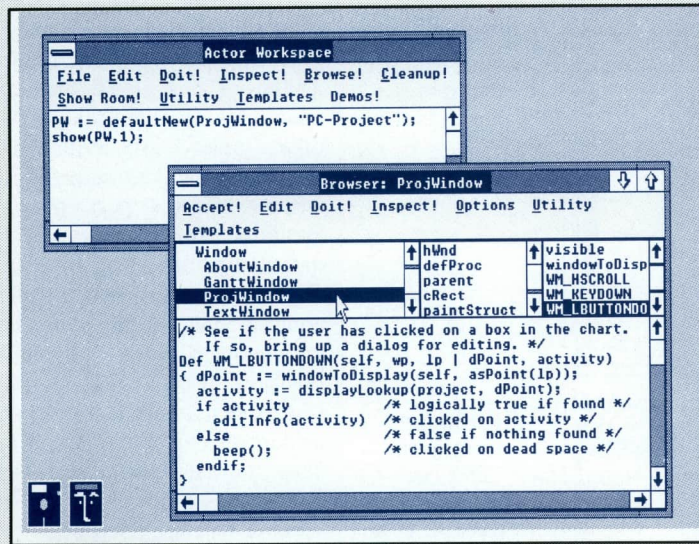 Actor Workspace
File Edit Doit! Inspect! Browse! Cleanup!
Show Room! Utility Templates Demos!
PW := defaultNew(ProjWindow, "PC-Project");
show(PW,1);
Browser: ProjWindow
Accept! Edit Doit! Inspect! Options Utility
Templates
Window
AboutWindow
GanttWindow
ProjWindow
TextWindow
hWnd
defProc
parent
cRect
paintStruct
visible
windowToDisp
WM_HSCROLL
WM_KEYDOWN
WM_LBUTTONDO
/* See if the user has clicked on a box in the chart.
If so, bring up a dialog for editing. */
Def WM_LBUTTONDOWN(self, wp, lp | dPoint, activity)
{ dPoint := windowToDisplay(self, asPoint(lp));
activity := displayLookup(project, dPoint);
if activity /* logically true if found */
editInfo(activity) /* clicked on activity */
else /* false if nothing found */
beep(); /* clicked on dead space */
endif;
}